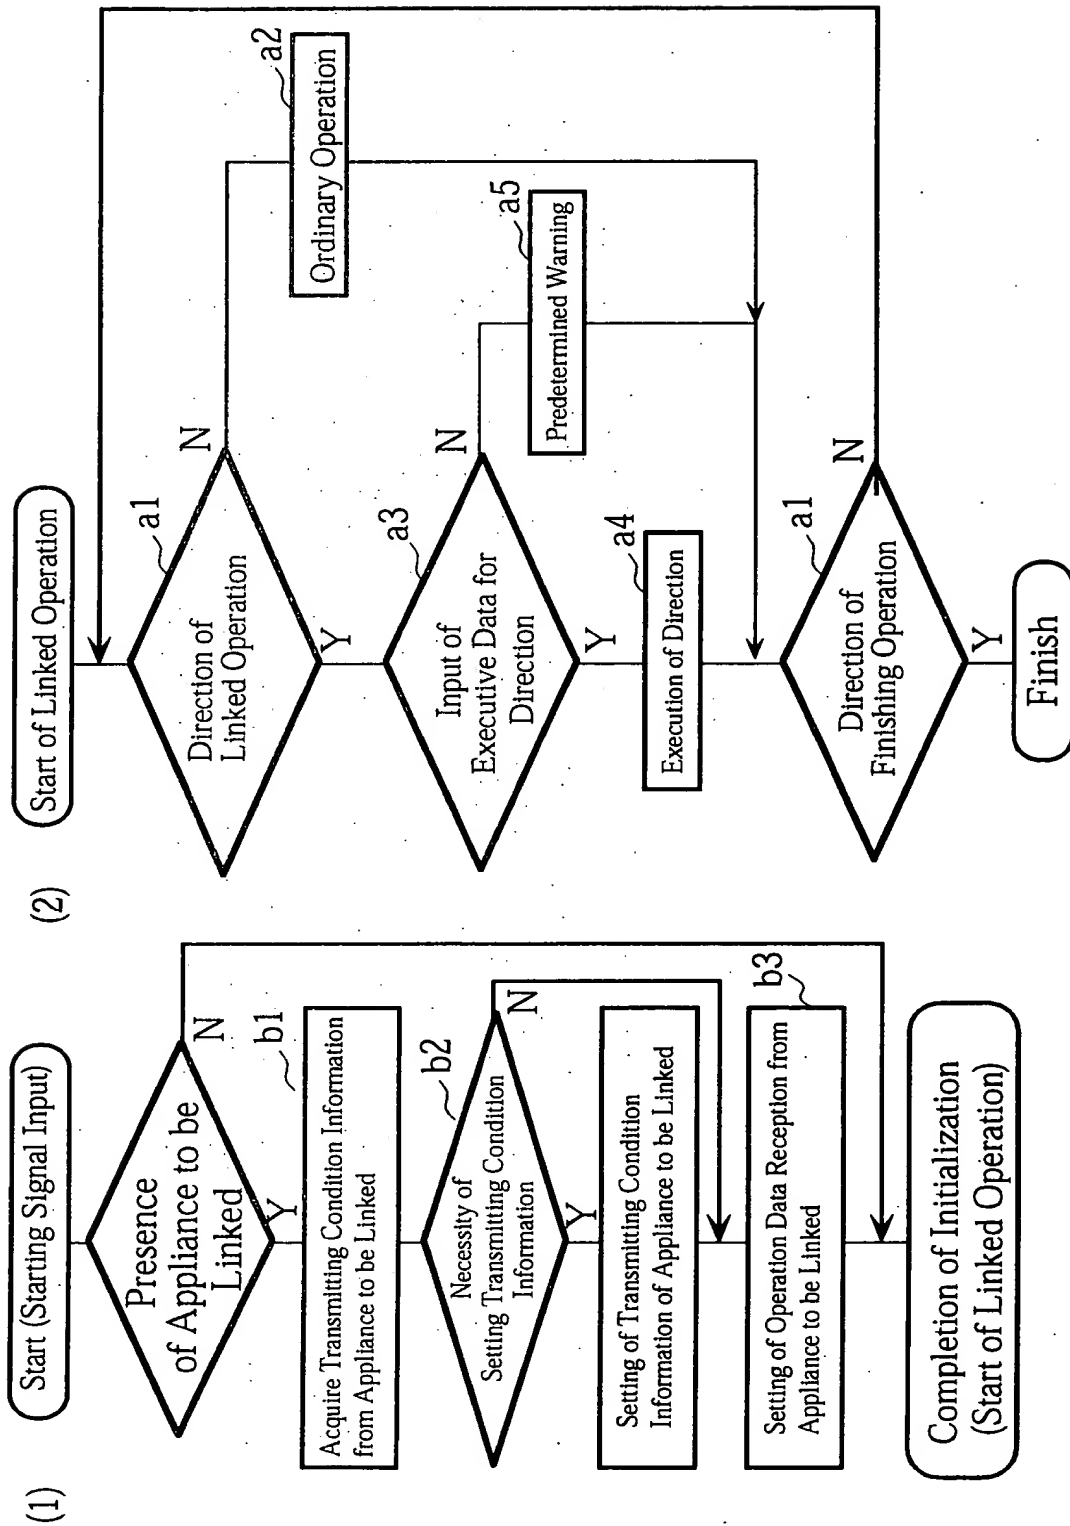 (1)
Start (Starting Signal Input)
Presence
of Appliance to be
Linked
N
Y
b1
Acquire Transmitting Condition Information
from Appliance to be Linked
b2
Necessity of
Setting Transmitting Condition
Information
N
Y
Setting of Transmitting Condition
Information of Appliance to be Linked
b3
Setting of Operation Data Reception from
Appliance to be Linked
Completion of Initialization
(Start of Linked Operation)
(2)
Start of Linked Operation
a1
Direction of
Linked Operation
N
Y
a2
Ordinary Operation
a3
Input of
Executive Data for
Direction
N
Y
a5
Predetermined Warning
a4
Execution of Direction
a1
Direction of
Finishing Operation
N
Y
Finish